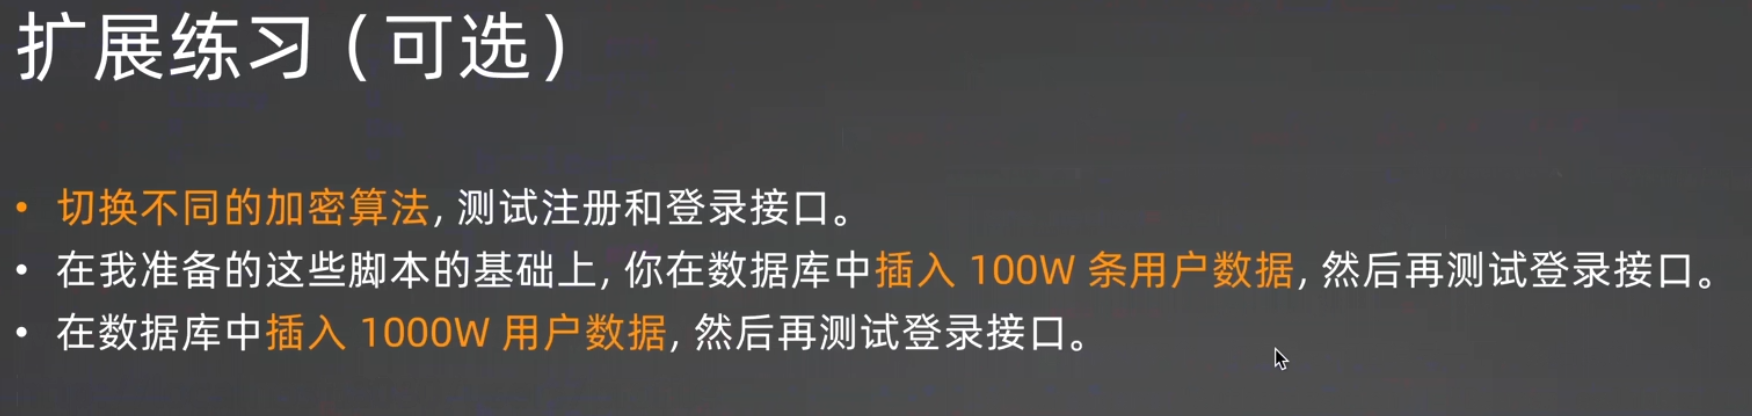 扩展练习（可选）
• 切换不同的加密算法, 测试注册和登录接口。
• 在我准备的这些脚本的基础上, 你在数据库中插入 100W 条用户数据, 然后再测试登录接口。
• 在数据库中插入 1000W 用户数据, 然后再测试登录接口。